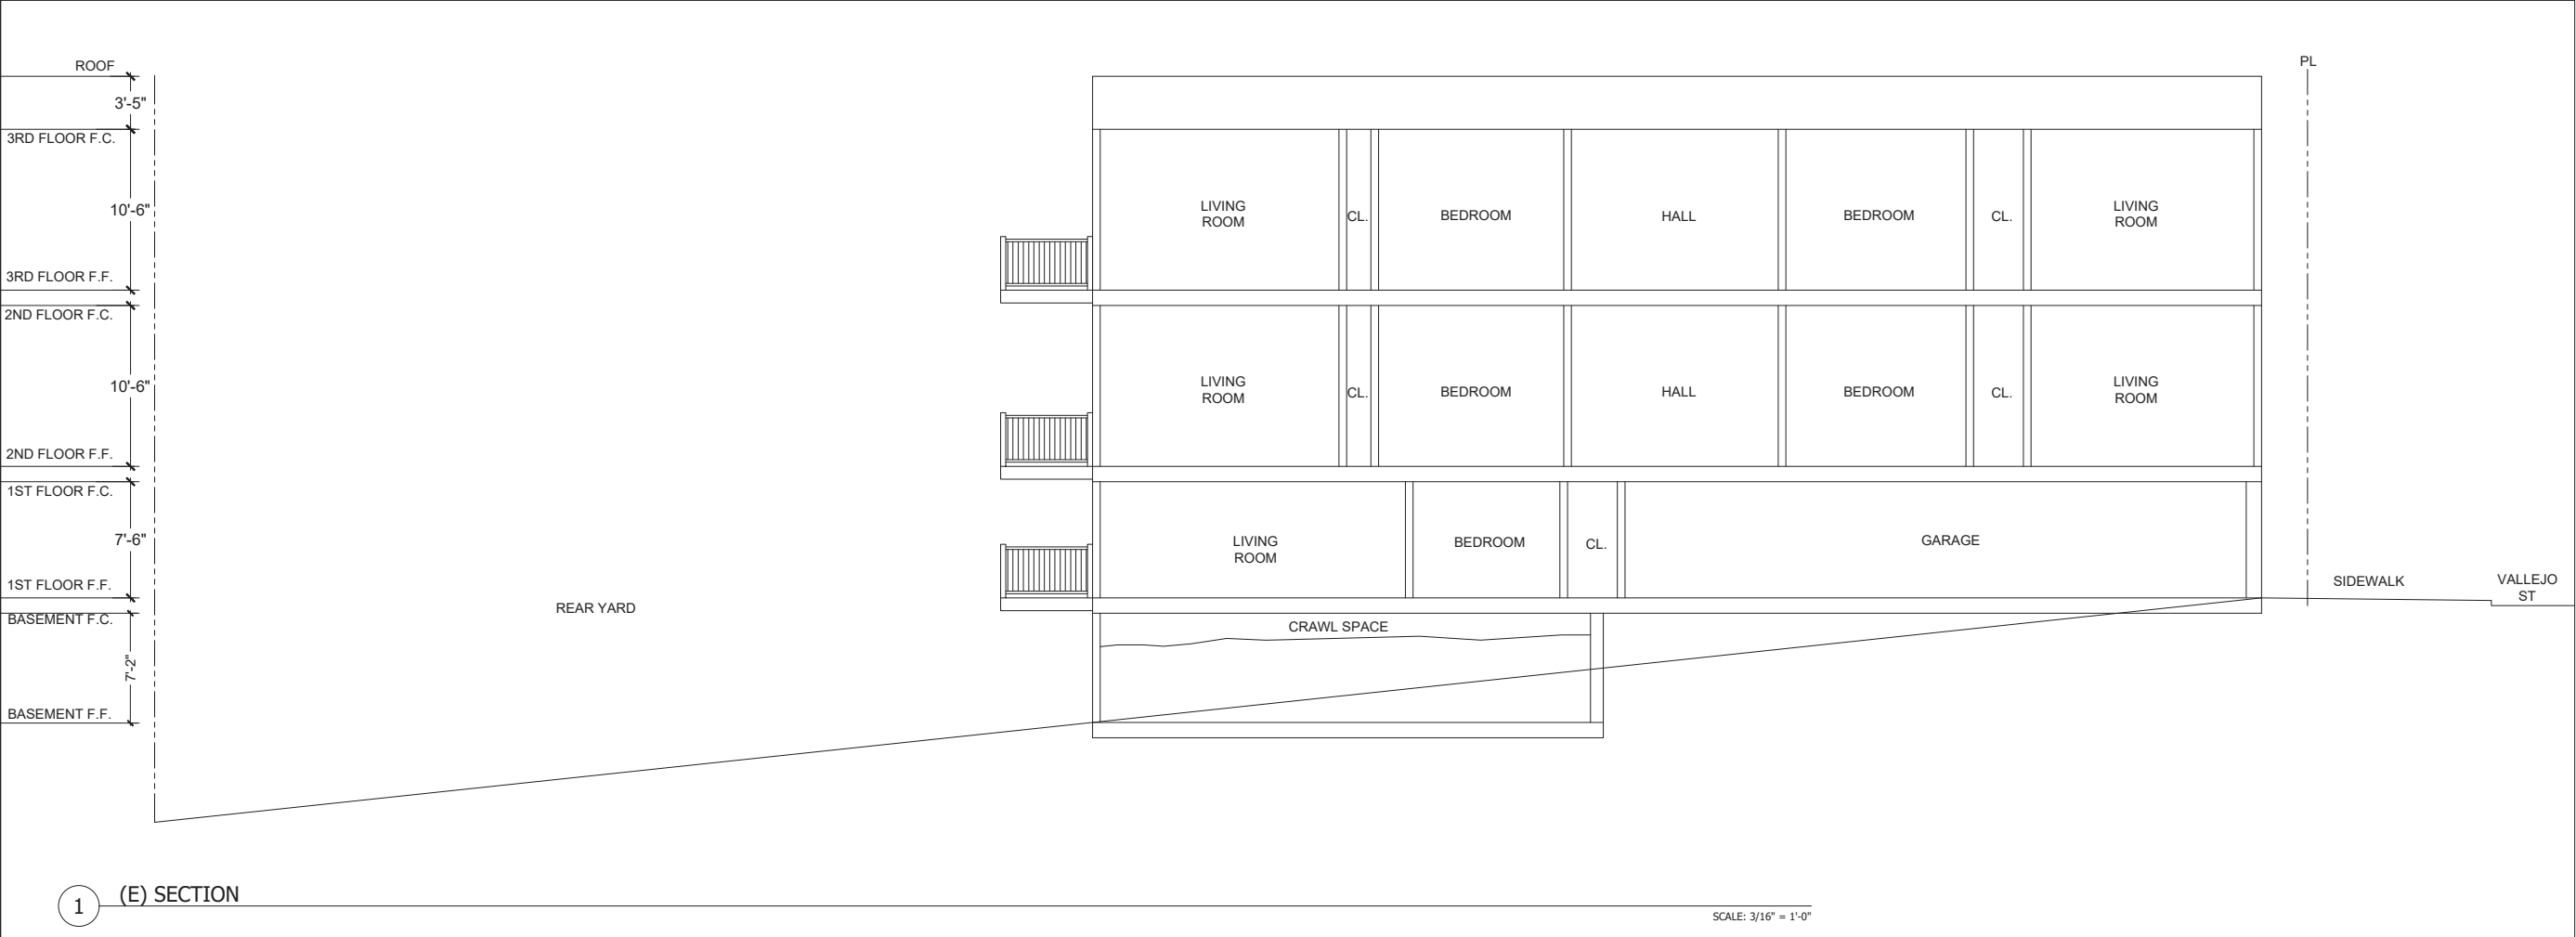 ROOF
PL
3'-5"
3RD FLOOR F.C.
10'-6"
LIVING
ROOM
CL.
BEDROOM
HALL
BEDROOM
CL.
LIVING
ROOM
3RD FLOOR F.F.
2ND FLOOR F.C.
10'-6"
LIVING
ROOM
CL.
BEDROOM
HALL
BEDROOM
CL.
LIVING
ROOM
2ND FLOOR F.F.
1ST FLOOR F.C.
7'-6"
LIVING
ROOM
BEDROOM
CL.
GARAGE
1ST FLOOR F.F.
SIDEWALK
VALLEJO
ST
REAR YARD
BASEMENT F.C.
CRAWL SPACE
7'-2"
BASEMENT F.F.
1
(E) SECTION
SCALE: 3/16" = 1'-0"